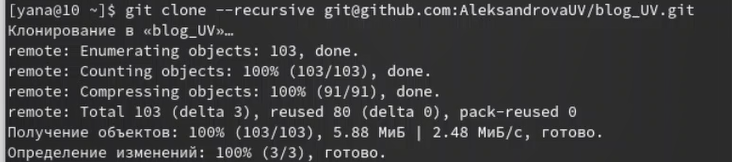 [yana@10 ~]$ git clone --recursive git@github.com:AleksandrovaUV/blog_UV.git
Клонирование в «blog_UV»…
remote: Enumerating objects: 103, done.
remote: Counting objects: 100% (103/103), done.
remote: Compressing objects: 100% (91/91), done.
remote: Total 103 (delta 3), reused 80 (delta 0), pack-reused 0
Получение объектов: 100% (103/103), 5.88 МиБ | 2.48 МиБ/с, готово.
Определение изменений: 100% (3/3), готово.